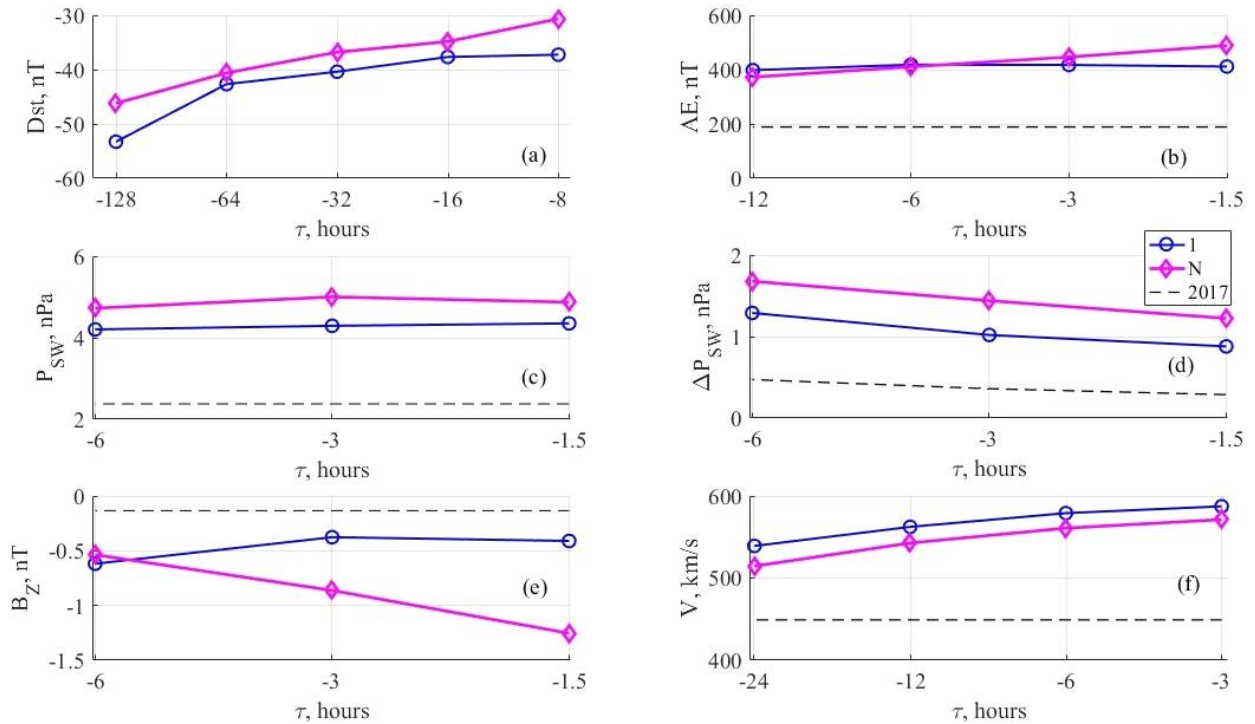 -30
-40
-50
-60
Dst, nT
(a)
-128 -64 -32 -16 -8
τ, hours
600
400
200
0
AE, nT
(b)
-12 -6 -3 -1.5
τ, hours
6
4
2
P_SW, nPa
(c)
-6 -3 -1.5
τ, hours
2
1
0
ΔP_SW, nPa
1
N
2017
(d)
-6 -3 -1.5
τ, hours
0
-0.5
-1
-1.5
B_Z, nT
(e)
-6 -3 -1.5
τ, hours
600
500
400
V, km/s
(f)
-24 -12 -6 -3
τ, hours